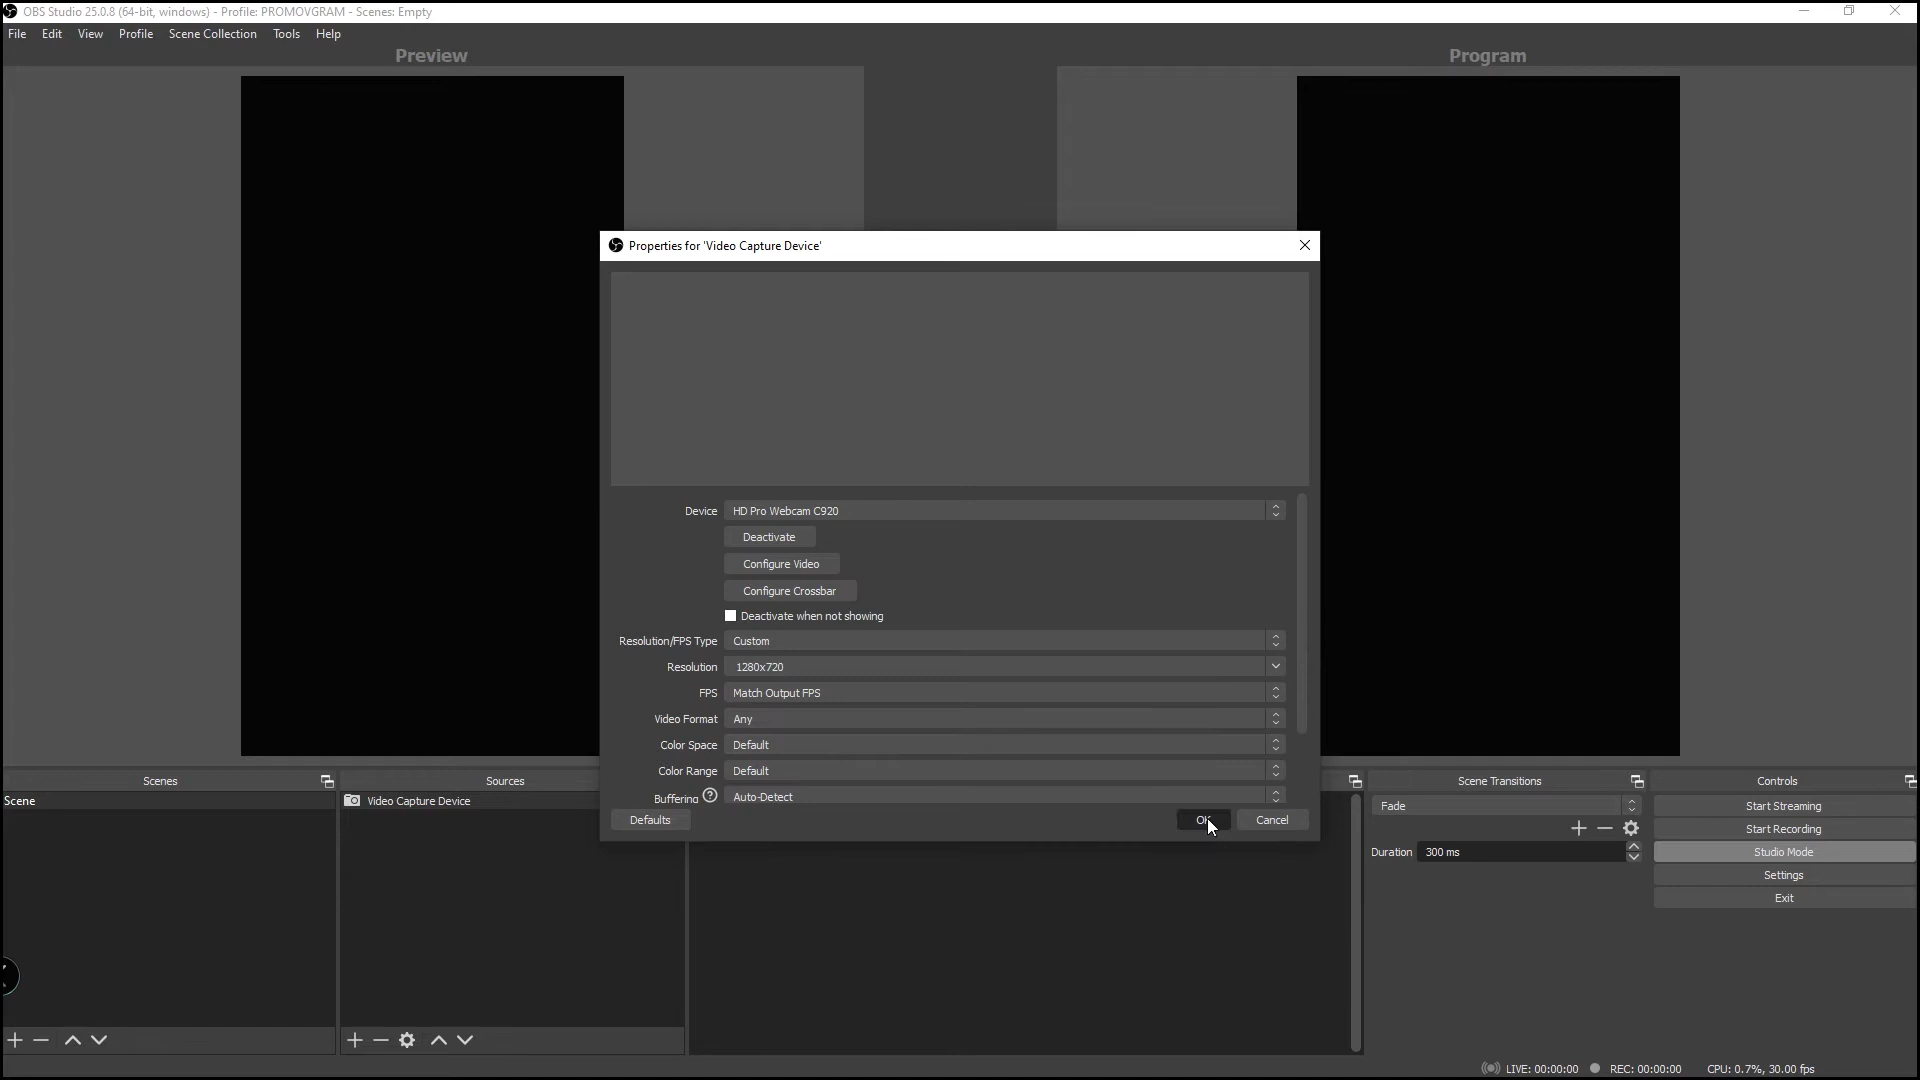 OBS Studio 25.0.8 (64-bit, windows) - Profile: PROMOVGRAM - Scenes: Empty
File Edit View Profile Scene Collection Tools Help
Preview
Program
Properties for 'Video Capture Device'
Device HD Pro Webcam C920
Deactivate
Configure Video
Configure Crossbar
Deactivate when not showing
Resolution/FPS Type Custom
Resolution 1280x720
FPS Match Output FPS
Video Format Any
Color Space Default
Color Range Default
Buffering Auto-Detect
Defaults OK Cancel
Scenes
Scene
Sources
Video Capture Device
Scene Transitions
Fade
Duration 300 ms
Controls
Start Streaming
Start Recording
Studio Mode
Settings
Exit
LIVE: 00:00:00 REC: 00:00:00 CPU: 0.7%, 30.00 fps